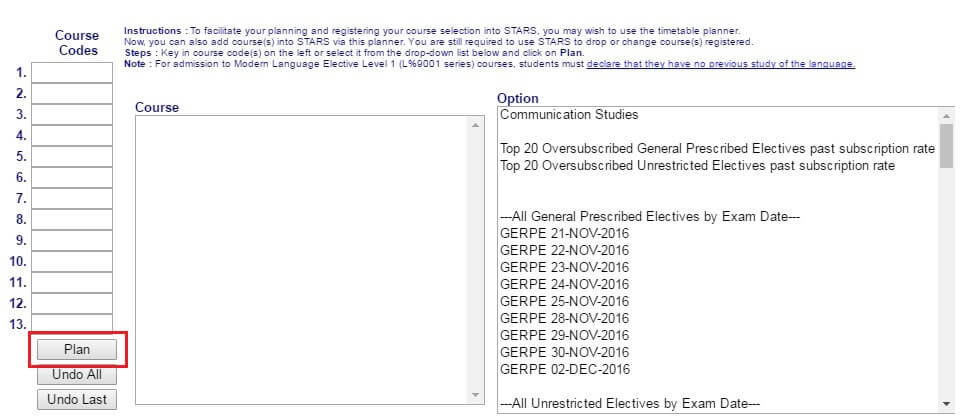 Course
Codes
Instructions : To facilitate your planning and registering your course selection into STARS, you may wish to use the timetable planner.
Now, you can also add course(s) into STARS via this planner. You are still required to use STARS to drop or change course(s) registered.
Steps : Key in course code(s) on the left or select it from the drop-down list below and click on Plan.
Note : For admission to Modern Language Elective Level 1 (L%9001 series) courses, students must declare that they have no previous study of the language.
1.
2.
3.
4.
5.
6.
7.
8.
9.
10.
11.
12.
13.
Plan
Undo All
Undo Last
Course
Option
Communication Studies
Top 20 Oversubscribed General Prescribed Electives past subscription rate
Top 20 Oversubscribed Unrestricted Electives past subscription rate
---All General Prescribed Electives by Exam Date---
GERPE 21-NOV-2016
GERPE 22-NOV-2016
GERPE 23-NOV-2016
GERPE 24-NOV-2016
GERPE 25-NOV-2016
GERPE 28-NOV-2016
GERPE 29-NOV-2016
GERPE 30-NOV-2016
GERPE 02-DEC-2016
---All Unrestricted Electives by Exam Date---